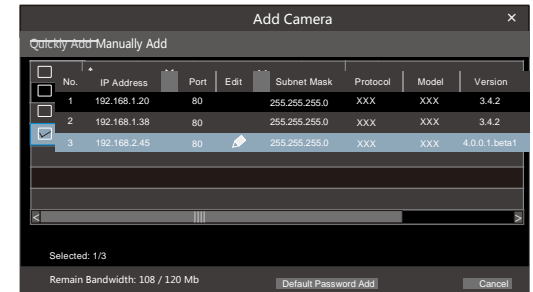 Add Camera ×
Quickly Add Manually Add
No. IP Address Port Edit Subnet Mask Protocol Model Version
1 192.168.1.20 80 255.255.255.0 XXX XXX 3.4.2
2 192.168.1.38 80 255.255.255.0 XXX XXX 3.4.2
3 192.168.2.45 80 255.255.255.0 XXX XXX 4.0.0.1.beta1
Selected: 1/3
Remain Bandwidth: 108 / 120 Mb Default Password Add Cancel